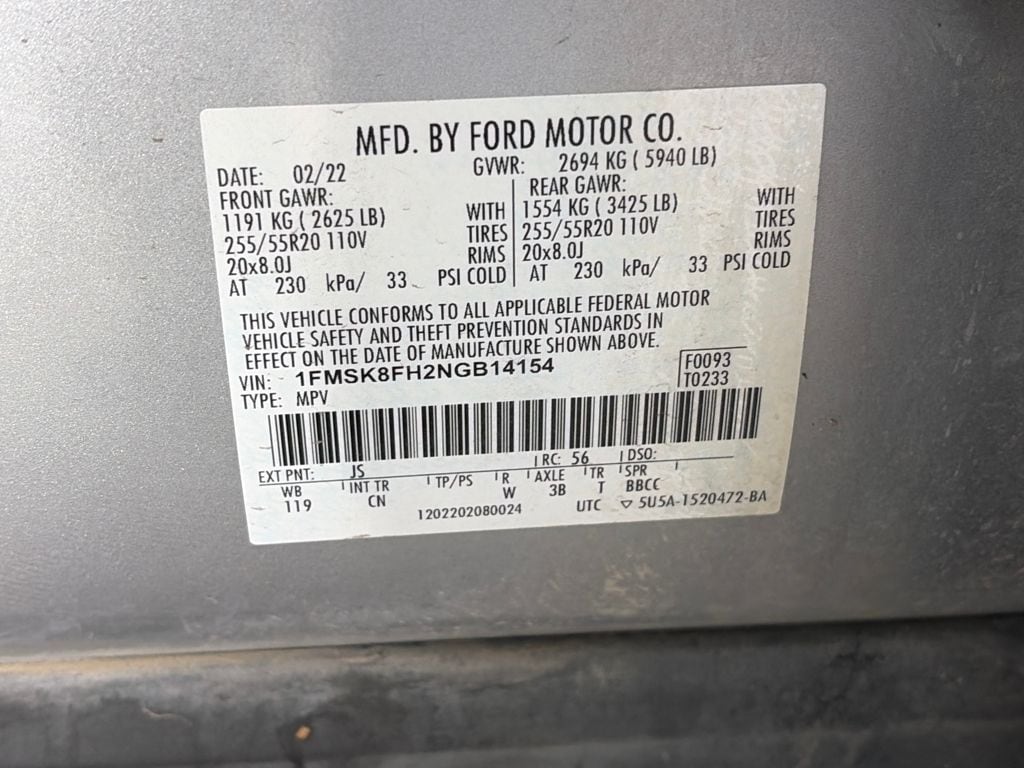 MFD. BY FORD MOTOR CO.
DATE: 02/22 GVWR: 2694 KG ( 5940 LB)
FRONT GAWR: REAR GAWR:
1191 KG ( 2625 LB) WITH 1554 KG ( 3425 LB) WITH
255/55R20 110V TIRES 255/55R20 110V TIRES
20x8.0J RIMS 20x8.0J RIMS
AT 230 kPa/ 33 PSI COLD AT 230 kPa/ 33 PSI COLD
THIS VEHICLE CONFORMS TO ALL APPLICABLE FEDERAL MOTOR
VEHICLE SAFETY AND THEFT PREVENTION STANDARDS IN
EFFECT ON THE DATE OF MANUFACTURE SHOWN ABOVE.
VIN: 1FMSK8FH2NGB14154 F0093
TYPE: MPV T0233
EXT PNT: JS RC: 56 DSO:
WB INT TR TP/PS R AXLE TR SPR
119 CN W 3B T BBCC
1202202080024 UTC ▽ 5U5A-1520472-BA